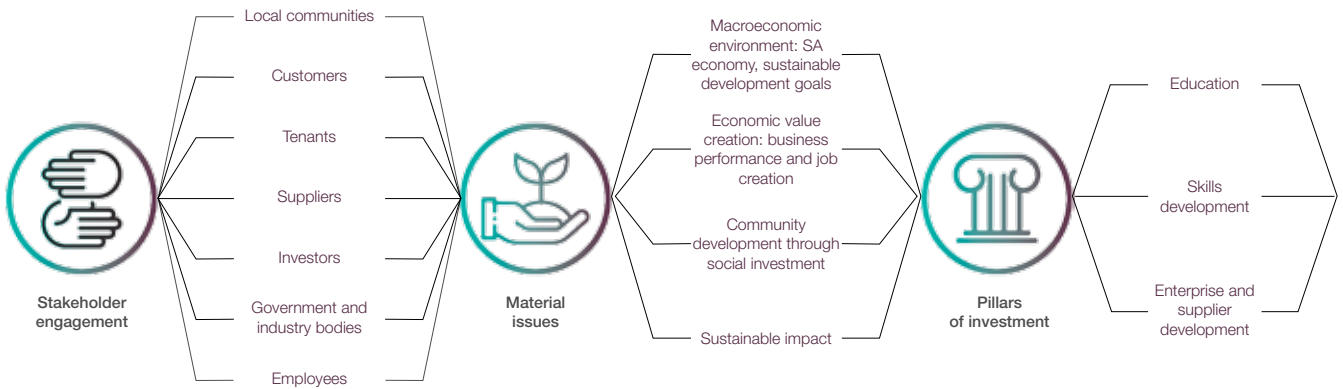 Stakeholder
engagement
Local communities
Customers
Tenants
Suppliers
Investors
Government and
industry bodies
Employees
Material
issues
Macroeconomic
environment: SA
economy, sustainable
development goals
Economic value
creation: business
performance and job
creation
Community
development through
social investment
Sustainable impact
Pillars
of investment
Education
Skills
development
Enterprise and
supplier
development